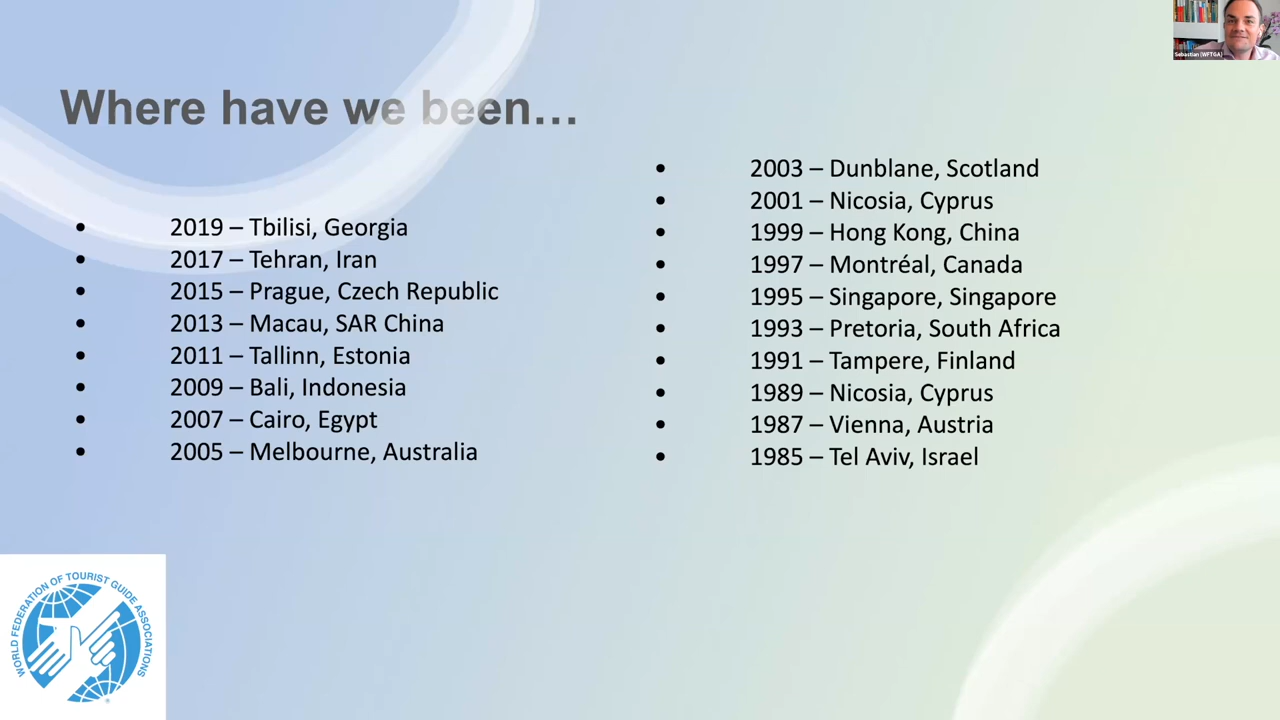 Sebastian (WFTGA)
Where have we been…
• 2019 – Tbilisi, Georgia
• 2017 – Tehran, Iran
• 2015 – Prague, Czech Republic
• 2013 – Macau, SAR China
• 2011 – Tallinn, Estonia
• 2009 – Bali, Indonesia
• 2007 – Cairo, Egypt
• 2005 – Melbourne, Australia
• 2003 – Dunblane, Scotland
• 2001 – Nicosia, Cyprus
• 1999 – Hong Kong, China
• 1997 – Montréal, Canada
• 1995 – Singapore, Singapore
• 1993 – Pretoria, South Africa
• 1991 – Tampere, Finland
• 1989 – Nicosia, Cyprus
• 1987 – Vienna, Austria
• 1985 – Tel Aviv, Israel
WORLD FEDERATION OF TOURIST GUIDE ASSOCIATIONS